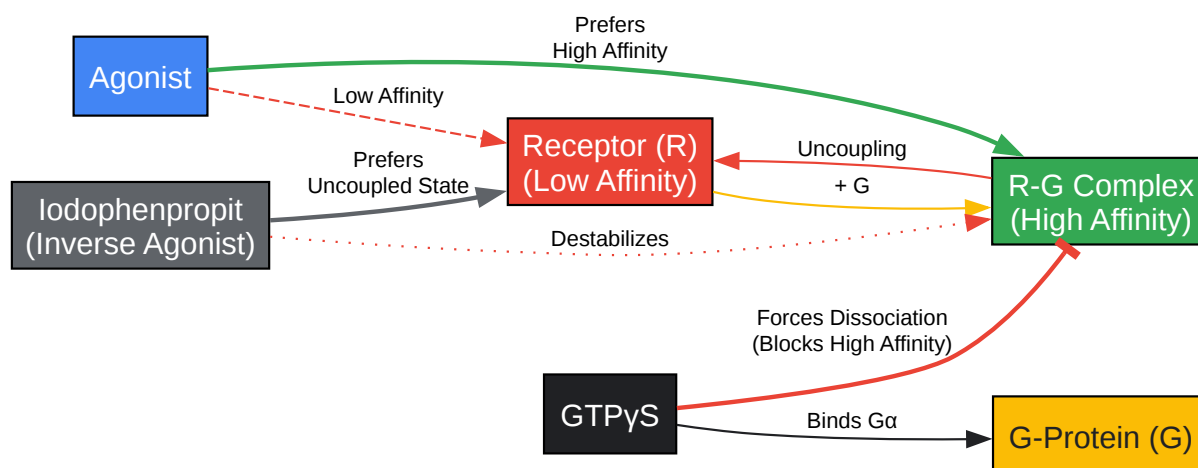 Prefers
High Affinity
Agonist
Low Affinity
Receptor (R)
(Low Affinity)
Prefers
Uncoupled State
Uncoupling
+ G
R-G Complex
(High Affinity)
Iodophenpropit
(Inverse Agonist)
Destabilizes
Forces Dissociation
(Blocks High Affinity)
GTPγS
Binds Gα
G-Protein (G)